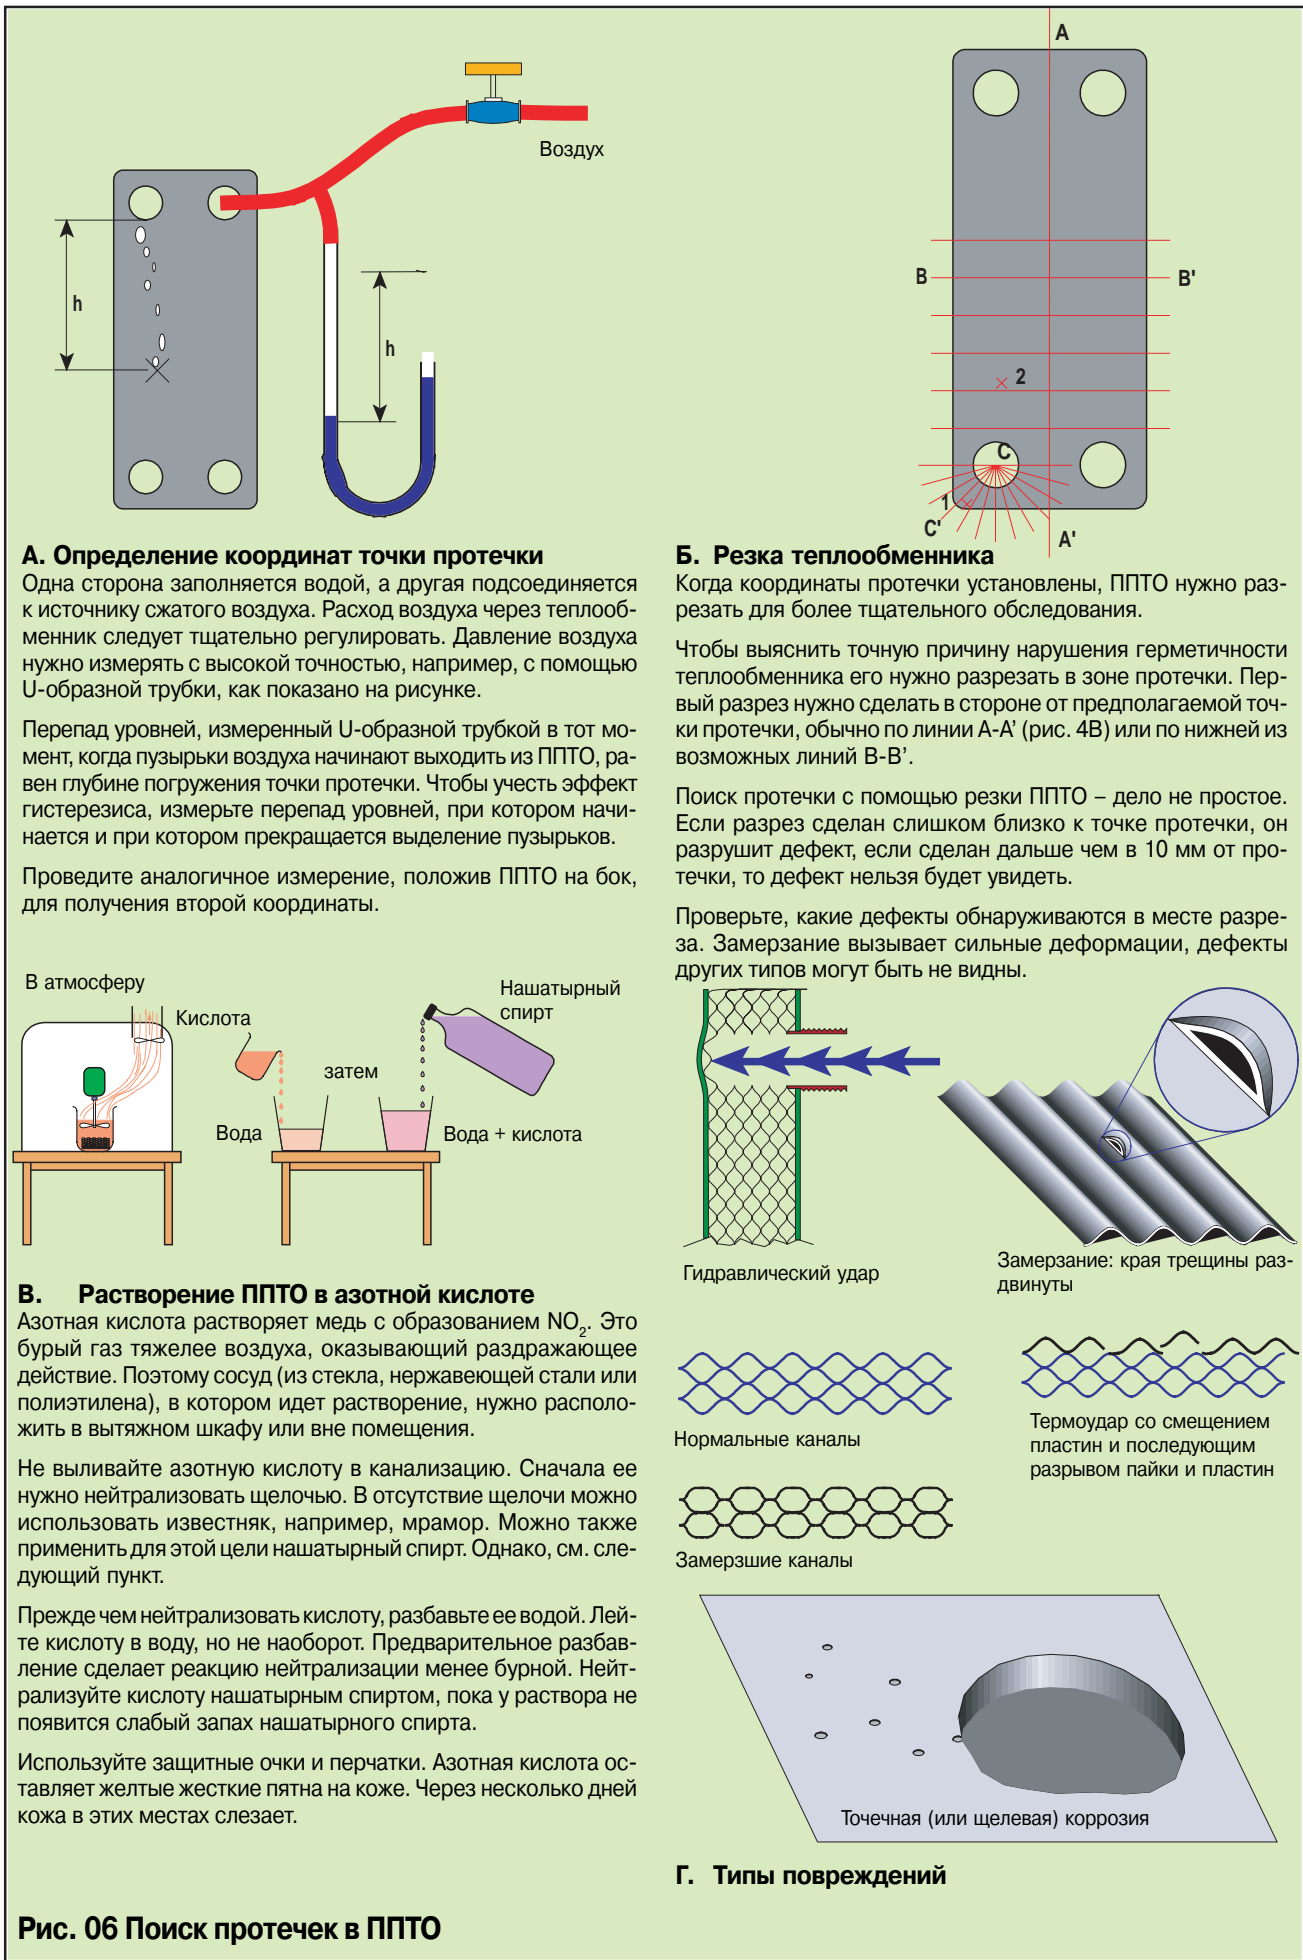 Воздух
h
h
А. Определение координат точки протечки
Одна сторона заполняется водой, а другая подсоединяется
к источнику сжатого воздуха. Расход воздуха через теплооб-
менник следует тщательно регулировать. Давление воздуха
нужно измерять с высокой точностью, например, с помощью
U-образной трубки, как показано на рисунке.
Перепад уровней, измеренный U-образной трубкой в тот мо-
мент, когда пузырьки воздуха начинают выходить из ППТО, ра-
вен глубине погружения точки протечки. Чтобы учесть эффект
гистерезиса, измерьте перепад уровней, при котором начи-
нается и при котором прекращается выделение пузырьков.
Проведите аналогичное измерение, положив ППТО на бок,
для получения второй координаты.
В атмосферу
Кислота
затем
Нашатырный
спирт
Вода
Вода + кислота
В. Растворение ППТО в азотной кислоте
Азотная кислота растворяет медь с образованием NO2. Это
бурый газ тяжелее воздуха, оказывающий раздражающее
действие. Поэтому сосуд (из стекла, нержавеющей стали или
полиэтилена), в котором идет растворение, нужно располо-
жить в вытяжном шкафу или вне помещения.
Не выливайте азотную кислоту в канализацию. Сначала ее
нужно нейтрализовать щелочью. В отсутствие щелочи можно
использовать известняк, например, мрамор. Можно также
применить для этой цели нашатырный спирт. Однако, см. сле-
дующий пункт.
Прежде чем нейтрализовать кислоту, разбавьте ее водой. Лей-
те кислоту в воду, но не наоборот. Предварительное разбав-
ление сделает реакцию нейтрализации менее бурной. Нейт-
рализуйте кислоту нашатырным спиртом, пока у раствора не
появится слабый запах нашатырного спирта.
Используйте защитные очки и перчатки. Азотная кислота ос-
тавляет желтые жесткие пятна на коже. Через несколько дней
кожа в этих местах слезает.
A
B
B'
2
C
1
C'
A'
Б. Резка теплообменника
Когда координаты протечки установлены, ППТО нужно раз-
резать для более тщательного обследования.
Чтобы выяснить точную причину нарушения герметичности
теплообменника его нужно разрезать в зоне протечки. Пер-
вый разрез нужно сделать в стороне от предполагаемой точ-
ки протечки, обычно по линии А-А’ (рис. 4В) или по нижней из
возможных линий В-В’.
Поиск протечки с помощью резки ППТО – дело не простое.
Если разрез сделан слишком близко к точке протечки, он
разрушит дефект, если сделан дальше чем в 10 мм от про-
течки, то дефект нельзя будет увидеть.
Проверьте, какие дефекты обнаруживаются в месте разре-
за. Замерзание вызывает сильные деформации, дефекты
других типов могут быть не видны.
Гидравлический удар
Замерзание: края трещины раз-
двинуты
Нормальные каналы
Термоудар со смещением
пластин и последующим
разрывом пайки и пластин
Замерзшие каналы
Точечная (или щелевая) коррозия
Г. Типы повреждений
Рис. 06 Поиск протечек в ППТО